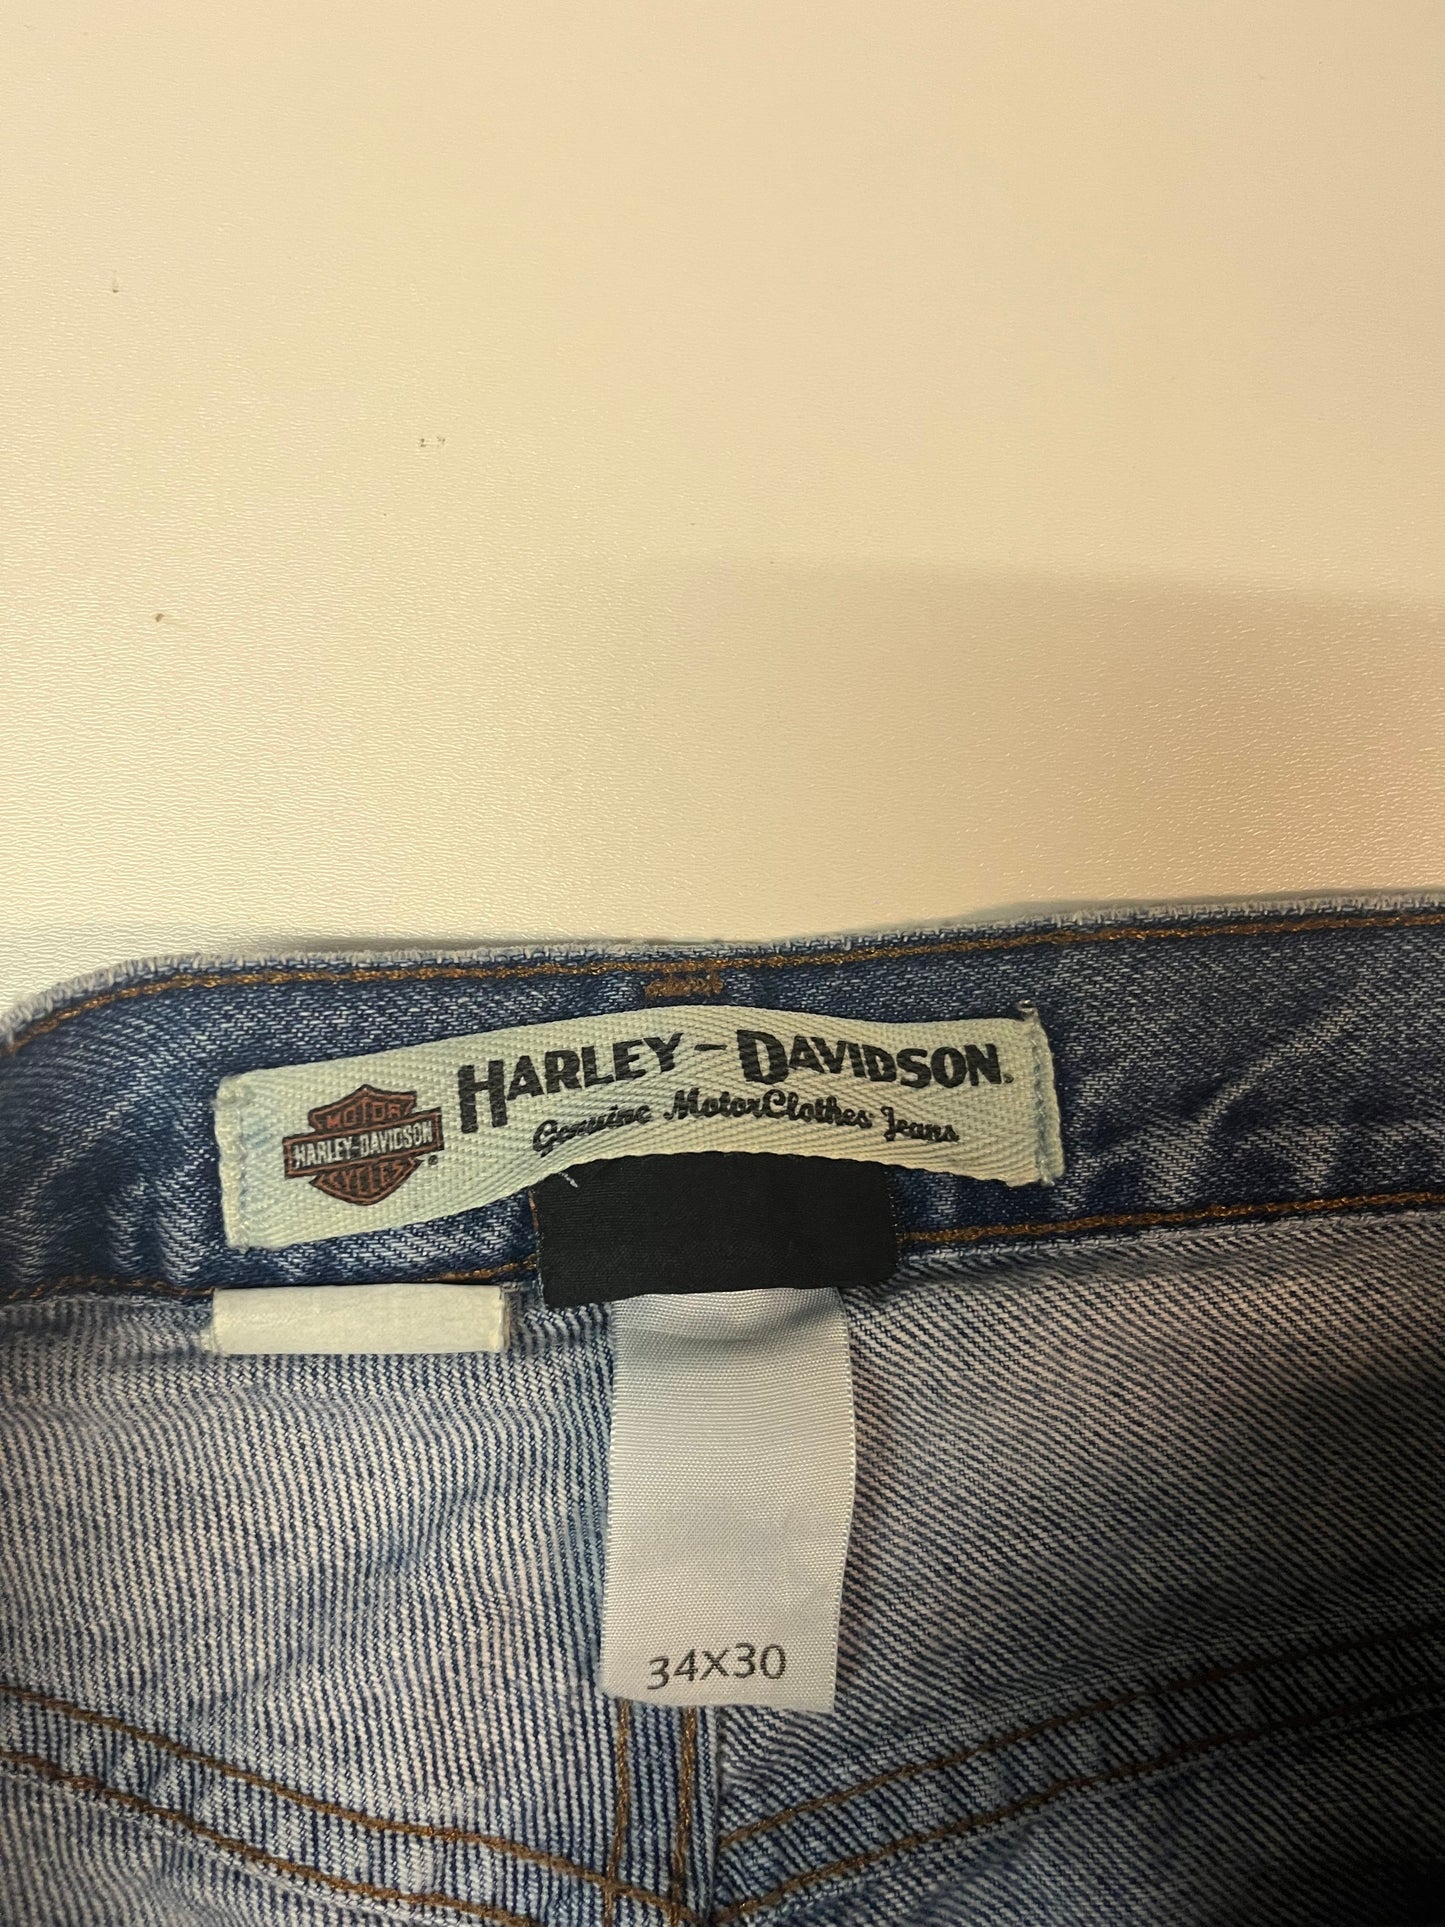 HARLEY-DAVIDSON.
Genuine MotorClothes Jeans
MOTOR
HARLEY-DAVIDSON
CYCLES
®
34X30